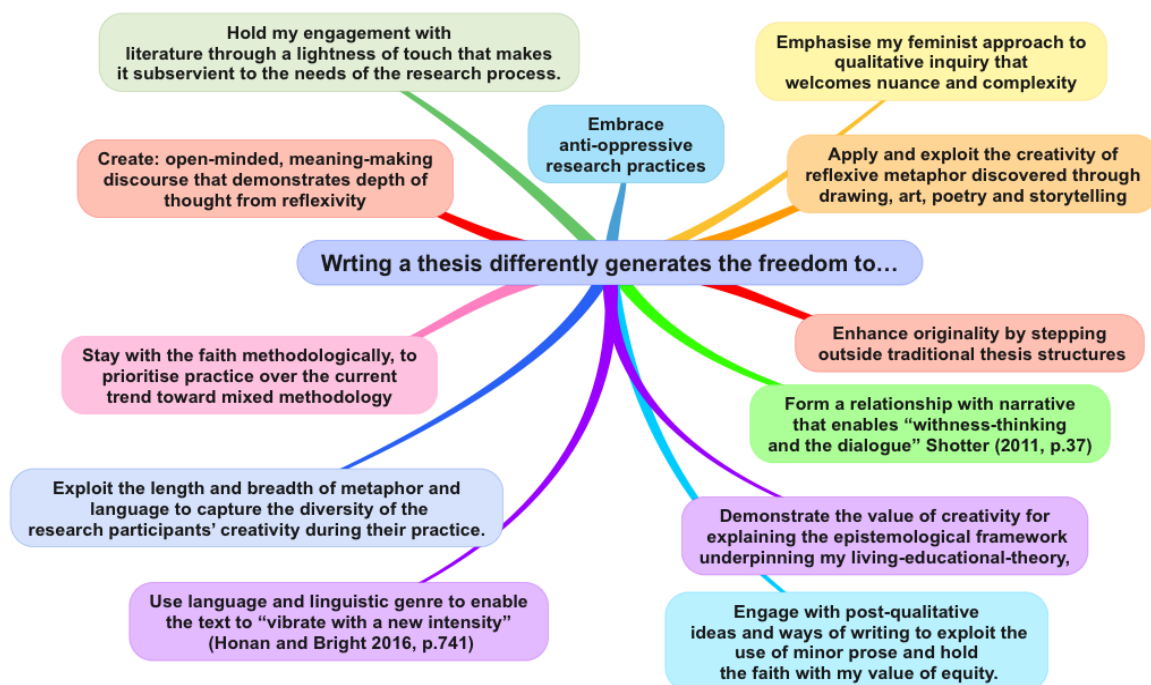 Hold my engagement with
literature through a lightness of touch that makes
it subservient to the needs of the research process.
Emphasise my feminist approach to
qualitative inquiry that
welcomes nuance and complexity
Embrace
anti-oppressive
research practices
Create: open-minded, meaning-making
discourse that demonstrates depth of
thought from reflexivity
Apply and exploit the creativity of
reflexive metaphor discovered through
drawing, art, poetry and storytelling
Wrting a thesis differently generates the freedom to…
Stay with the faith methodologically, to
prioritise practice over the current
trend toward mixed methodology
Enhance originality by stepping
outside traditional thesis structures
Form a relationship with narrative
that enables “withness-thinking
and the dialogue” Shotter (2011, p.37)
Exploit the length and breadth of metaphor and
language to capture the diversity of the
research participants’ creativity during their practice.
Demonstrate the value of creativity for
explaining the epistemological framework
underpinning my living-educational-theory,
Use language and linguistic genre to enable
the text to “vibrate with a new intensity”
(Honan and Bright 2016, p.741)
Engage with post-qualitative
ideas and ways of writing to exploit the
use of minor prose and hold
the faith with my value of equity.